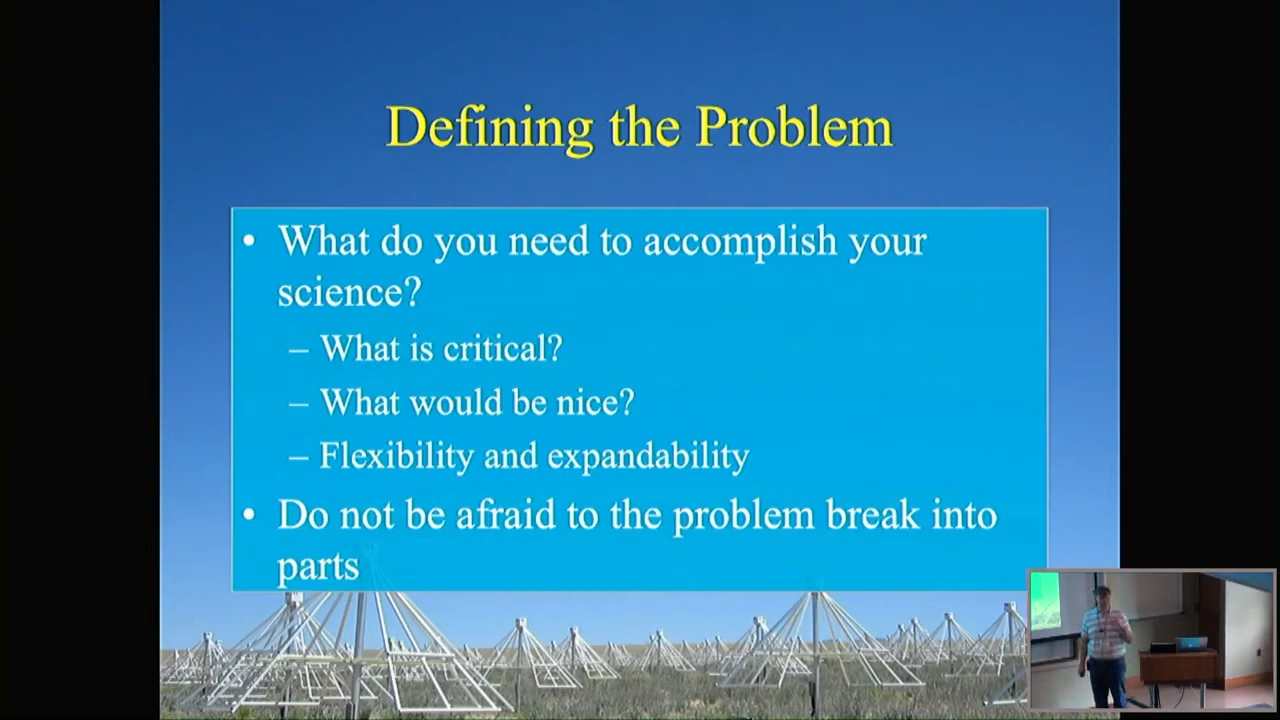 Defining the Problem
• What do you need to accomplish your
science?
– What is critical?
– What would be nice?
– Flexibility and expandability
• Do not be afraid to the problem break into
parts